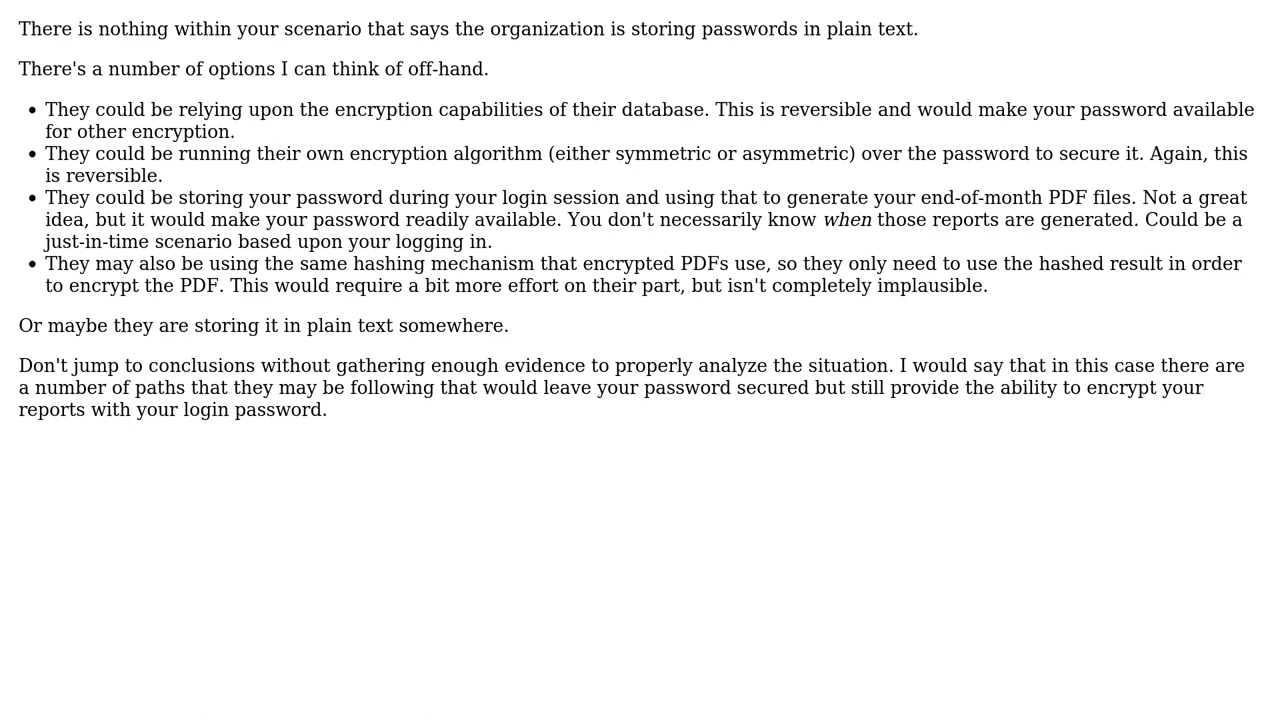 There is nothing within your scenario that says the organization is storing passwords in plain text.
There's a number of options I can think of off-hand.
• They could be relying upon the encryption capabilities of their database. This is reversible and would make your password available
for other encryption.
• They could be running their own encryption algorithm (either symmetric or asymmetric) over the password to secure it. Again, this
is reversible.
• They could be storing your password during your login session and using that to generate your end-of-month PDF files. Not a great
idea, but it would make your password readily available. You don't necessarily know when those reports are generated. Could be a
just-in-time scenario based upon your logging in.
• They may also be using the same hashing mechanism that encrypted PDFs use, so they only need to use the hashed result in order
to encrypt the PDF. This would require a bit more effort on their part, but isn't completely implausible.
Or maybe they are storing it in plain text somewhere.
Don't jump to conclusions without gathering enough evidence to properly analyze the situation. I would say that in this case there are
a number of paths that they may be following that would leave your password secured but still provide the ability to encrypt your
reports with your login password.